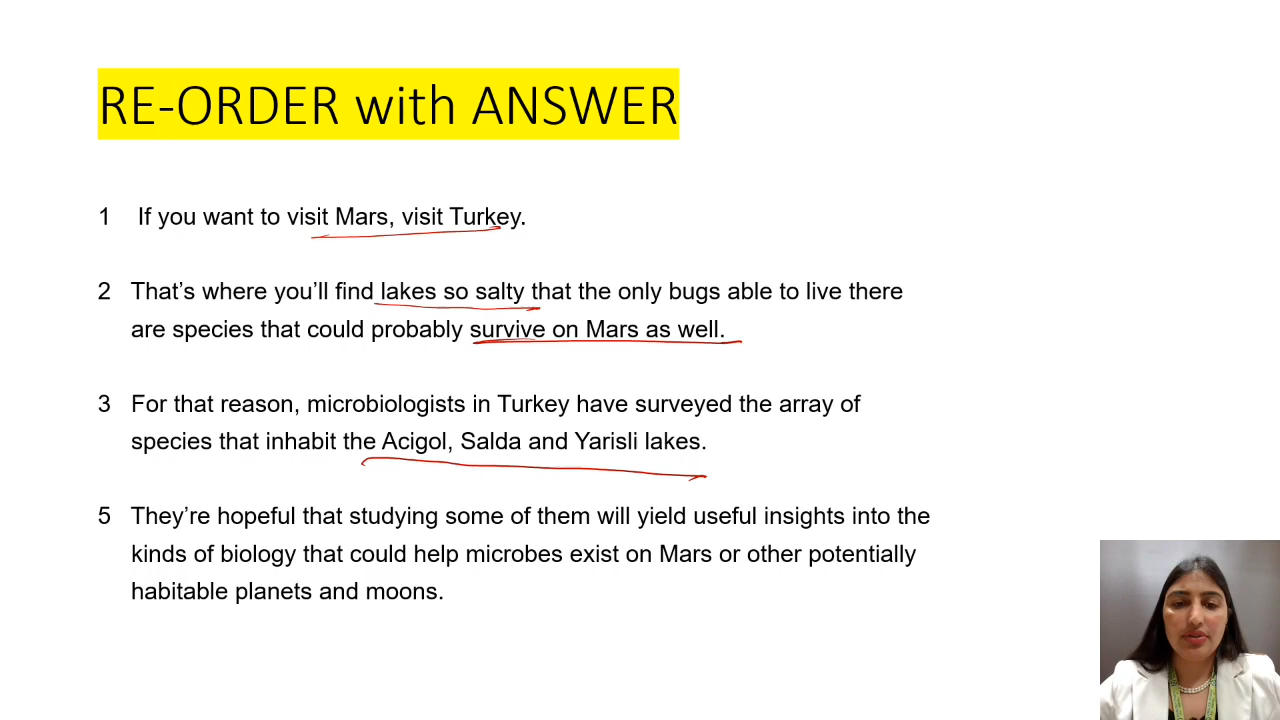 RE-ORDER with ANSWER
1 If you want to visit Mars, visit Turkey.
2 That's where you'll find lakes so salty that the only bugs able to live there
are species that could probably survive on Mars as well.
3 For that reason, microbiologists in Turkey have surveyed the array of
species that inhabit the Acigol, Salda and Yarisli lakes.
5 They're hopeful that studying some of them will yield useful insights into the
kinds of biology that could help microbes exist on Mars or other potentially
habitable planets and moons.